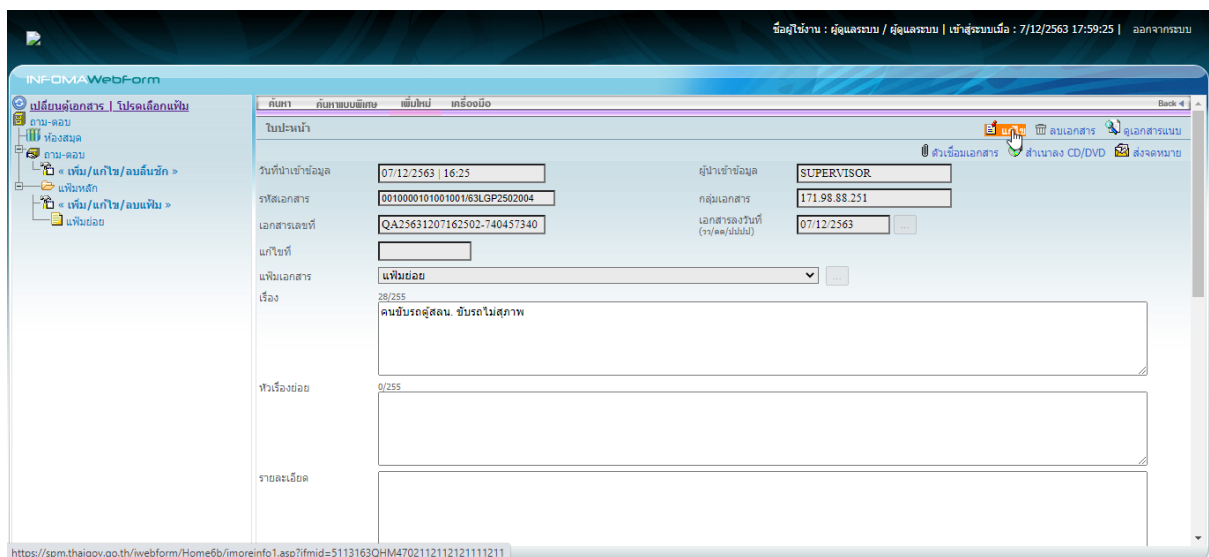 ชื่อผู้ใช้งาน : ผู้ดูแลระบบ / ผู้ดูแลระบบ | เข้าสู่ระบบเมื่อ : 7/12/2563 17:59:25 | ออกจากระบบ
INFOMAWebForm
เปลี่ยนตู้เอกสาร | โปรดเลือกแฟ้ม
ค้นหา ค้นหาแบบพิเศษ เพิ่มใหม่ เครื่องมือ Back
ถาม-ตอบ
ห้องสมุด
ถาม-ตอบ
« เพิ่ม/แก้ไข/ลบลิ้นชัก »
แฟ้มหลัก
« เพิ่ม/แก้ไข/ลบแฟ้ม »
แฟ้มย่อย
ใบปะหน้า แก้ไข ลบเอกสาร ดูเอกสารแนบ
ตัวเชื่อมเอกสาร สำเนาลง CD/DVD ส่งจดหมาย
วันที่นำเข้าข้อมูล 07/12/2563 | 16:25 ผู้นำเข้าข้อมูล SUPERVISOR
รหัสเอกสาร 0010000101001001/63LGP2502004 กลุ่มเอกสาร 171.98.88.251
เอกสารเลขที่ QA25631207162502-740457340 เอกสารลงวันที่ 07/12/2563 ...
(วว/ดด/ปปปป)
แก้ไขที่
แฟ้มเอกสาร แฟ้มย่อย ...
เรื่อง 28/255
คนขับรถตู้สลน. ขับรถไม่สุภาพ
หัวเรื่องย่อย 0/255
รายละเอียด
https://spm.thaigov.go.th/iwebform/Home6b/imoreinfo1.asp?ifmid=5113163QHM4702112112121111211